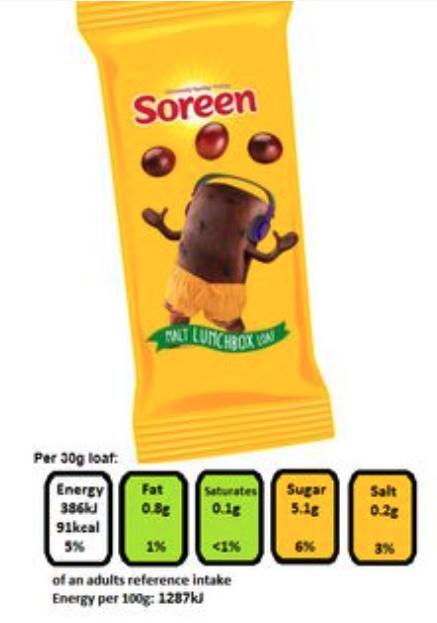 Soreen
MALT LUNCHBOX LOAF
Per 30g loaf:
Energy
386kJ
91kcal
5%
Fat
0.8g
1%
Saturates
0.1g
<1%
Sugar
5.1g
6%
Salt
0.2g
3%
of an adults reference intake
Energy per 100g: 1287kJ